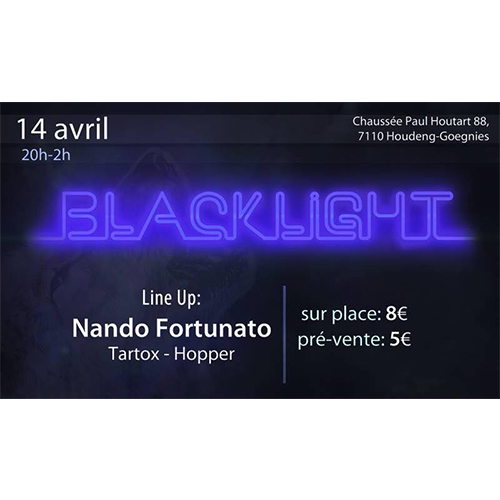 14 avril
20h-2h
Chaussée Paul Houtart 88,
7110 Houdeng-Goegnies
BLACKLIGHT
Line Up:
Nando Fortunato
Tartox - Hopper
sur place: 8€
pré-vente: 5€